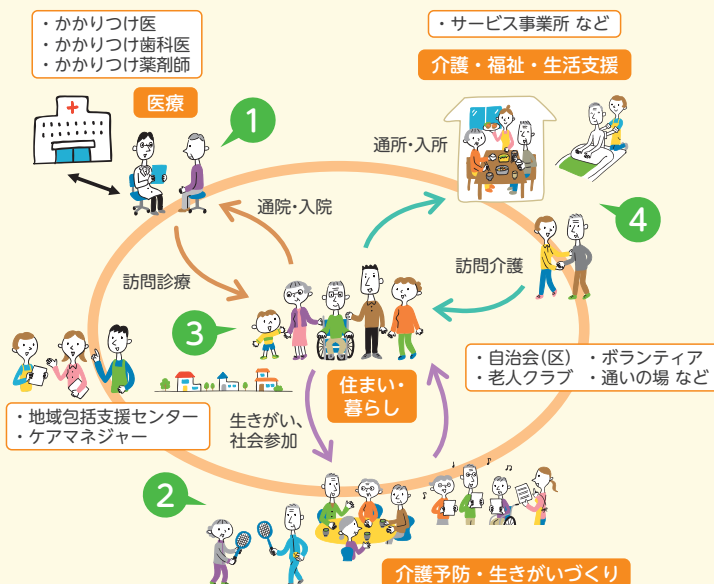 ・かかりつけ医
・かかりつけ歯科医
・かかりつけ薬剤師
医療
1
・サービス事業所 など
介護・福祉・生活支援
通所・入所
4
通院・入院
訪問診療
訪問介護
3
住まい・
暮らし
・自治会（区） ・ボランティア
・老人クラブ ・通いの場 など
・地域包括支援センター
・ケアマネジャー
生きがい、
社会参加
2
介護予防・生きがいづくり